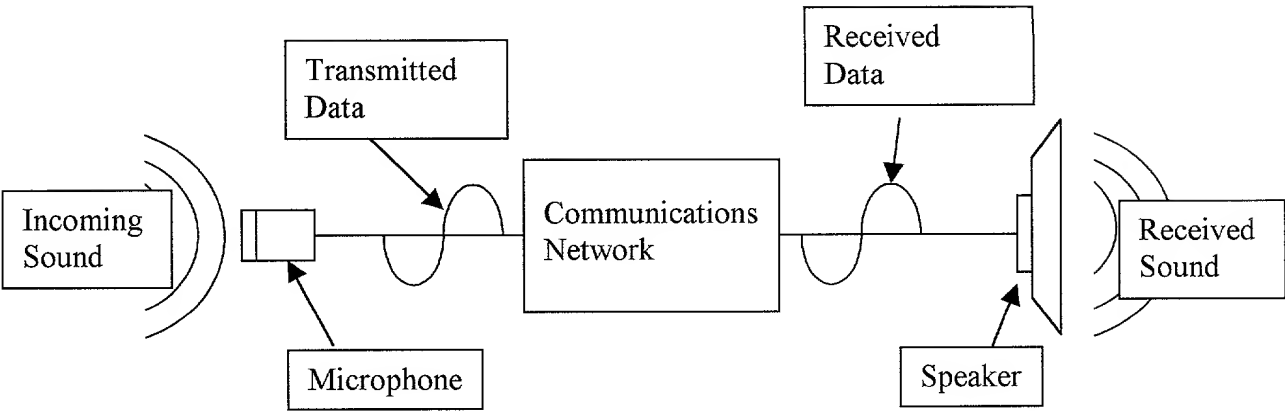 Incoming
Sound
Transmitted
Data
Microphone
Communications
Network
Received
Data
Speaker
Received
Sound